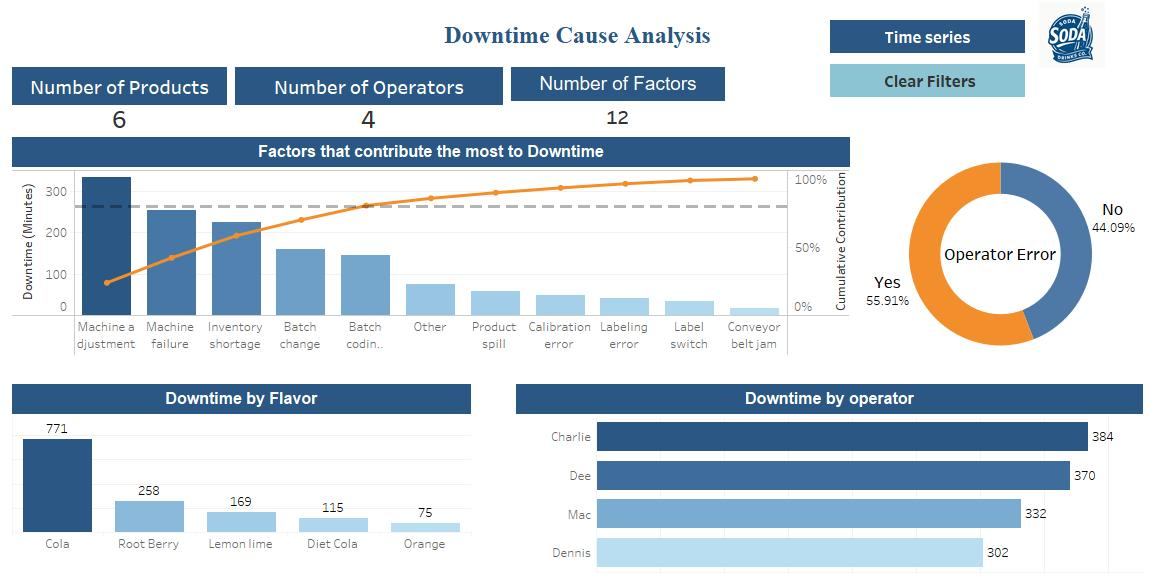 Downtime Cause Analysis
Time series
Clear Filters
SODA
SODA
DRINKS CO.
Number of Products
Number of Operators
Number of Factors
6
4
12
Factors that contribute the most to Downtime
Downtime (Minutes)
300
200
100
0
100%
50%
0%
Cumulative Contribution
Machine a
djustment
Machine
failure
Inventory
shortage
Batch
change
Batch
codin..
Other
Product
spill
Calibration
error
Labeling
error
Label
switch
Conveyor
belt jam
No
44.09%
Operator Error
Yes
55.91%
Downtime by Flavor
771
258
169
115
75
Cola
Root Berry
Lemon lime
Diet Cola
Orange
Downtime by operator
Charlie
384
Dee
370
Mac
332
Dennis
302